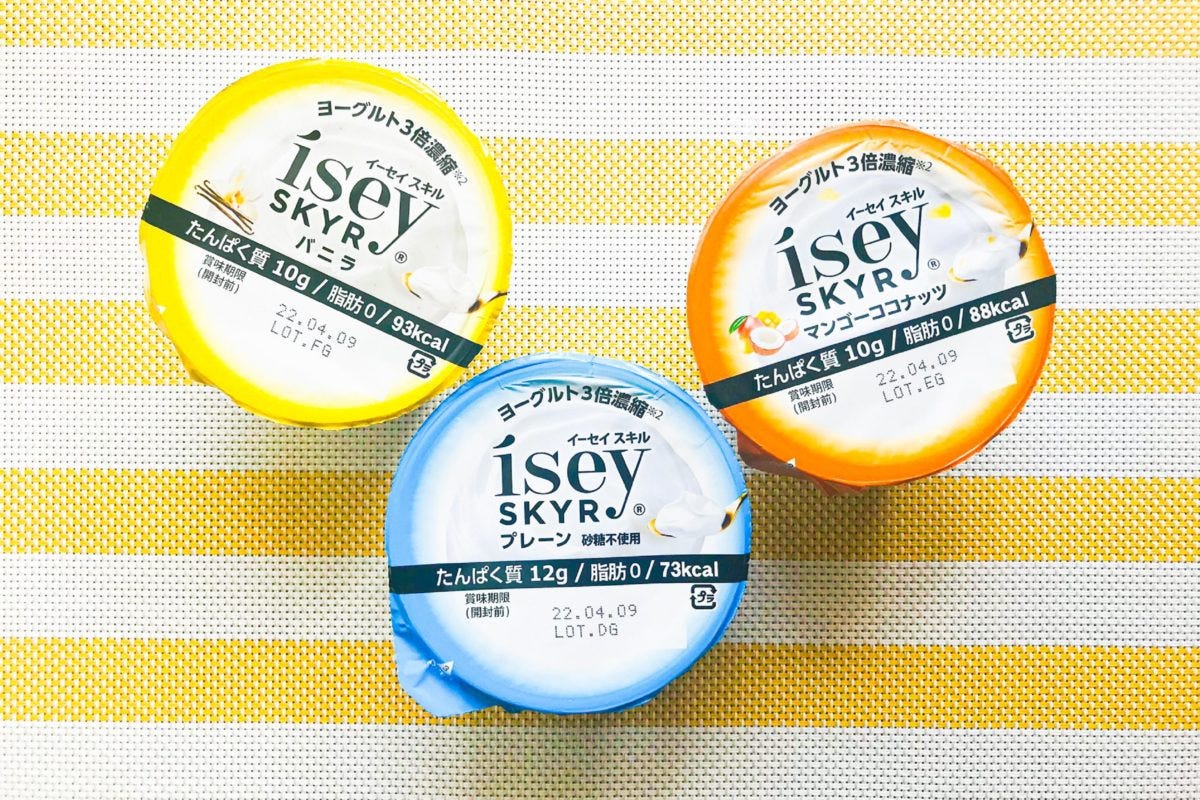 ヨーグルト3倍濃縮※2
イーセイ スキル
ísey
SKYR®
バニラ
たんぱく質 10g / 脂肪0 / 93kcal
賞味期限
(開封前)
22.04.09
LOT.FG
プラ
ヨーグルト3倍濃縮※2
イーセイ スキル
ísey
SKYR®
マンゴーココナッツ
たんぱく質 10g / 脂肪0 / 88kcal
賞味期限
(開封前)
22.04.09
LOT.EG
プラ
ヨーグルト3倍濃縮※2
イーセイ スキル
ísey
SKYR®
プレーン 砂糖不使用
たんぱく質 12g / 脂肪0 / 73kcal
賞味期限
(開封前)
22.04.09
LOT.DG
プラ